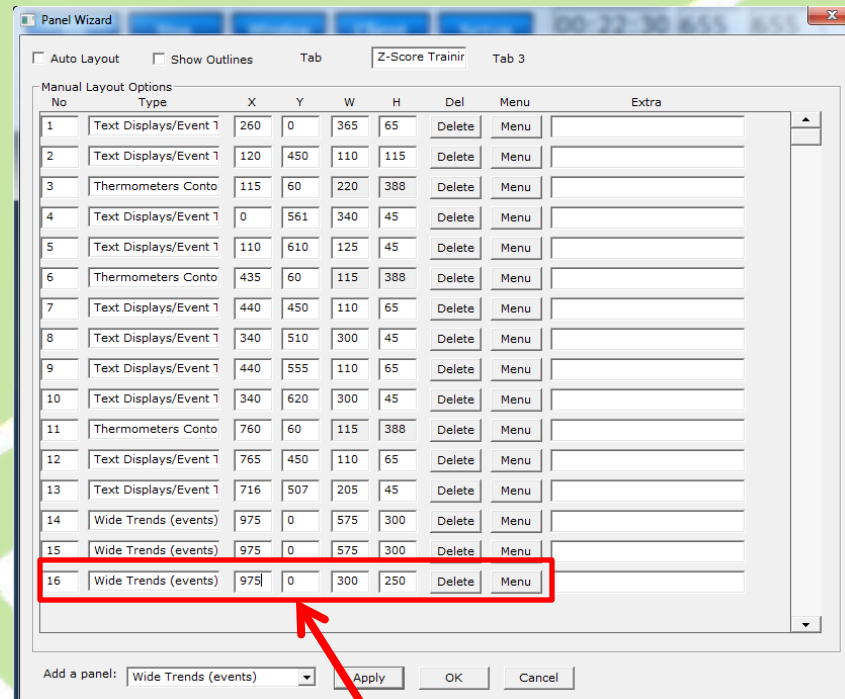 Panel Wizard
00:22:30 655 655
Auto Layout Show Outlines Tab Z-Score Trainin Tab 3
Manual Layout Options
No Type X Y W H Del Menu Extra
1 Text Displays/Event T 260 0 365 65 Delete Menu
2 Text Displays/Event T 120 450 110 115 Delete Menu
3 Thermometers Conto 115 60 220 388 Delete Menu
4 Text Displays/Event T 0 561 340 45 Delete Menu
5 Text Displays/Event T 110 610 125 45 Delete Menu
6 Thermometers Conto 435 60 115 388 Delete Menu
7 Text Displays/Event T 440 450 110 65 Delete Menu
8 Text Displays/Event T 340 510 300 45 Delete Menu
9 Text Displays/Event T 440 555 110 65 Delete Menu
10 Text Displays/Event T 340 620 300 45 Delete Menu
11 Thermometers Conto 760 60 115 388 Delete Menu
12 Text Displays/Event T 765 450 110 65 Delete Menu
13 Text Displays/Event T 716 507 205 45 Delete Menu
14 Wide Trends (events) 975 0 575 300 Delete Menu
15 Wide Trends (events) 975 0 575 300 Delete Menu
16 Wide Trends (events) 975 0 300 250 Delete Menu
Add a panel: Wide Trends (events) Apply OK Cancel